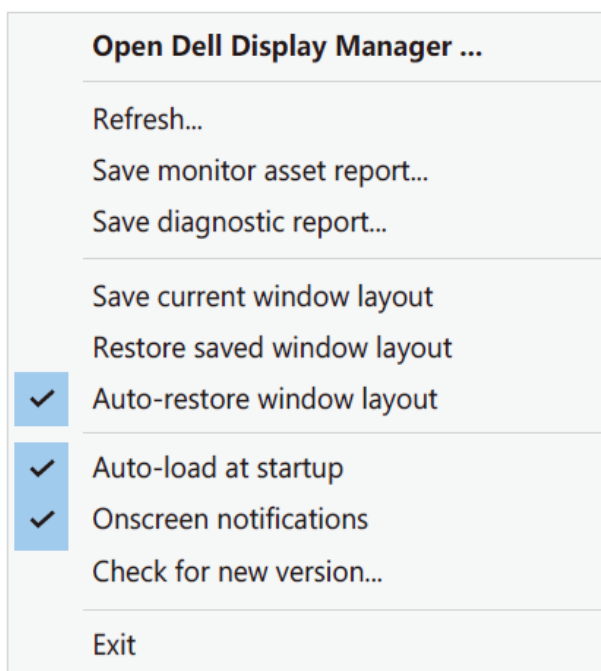 Open Dell Display Manager ...
Refresh...
Save monitor asset report...
Save diagnostic report...
Save current window layout
Restore saved window layout
Auto-restore window layout
Auto-load at startup
Onscreen notifications
Check for new version...
Exit